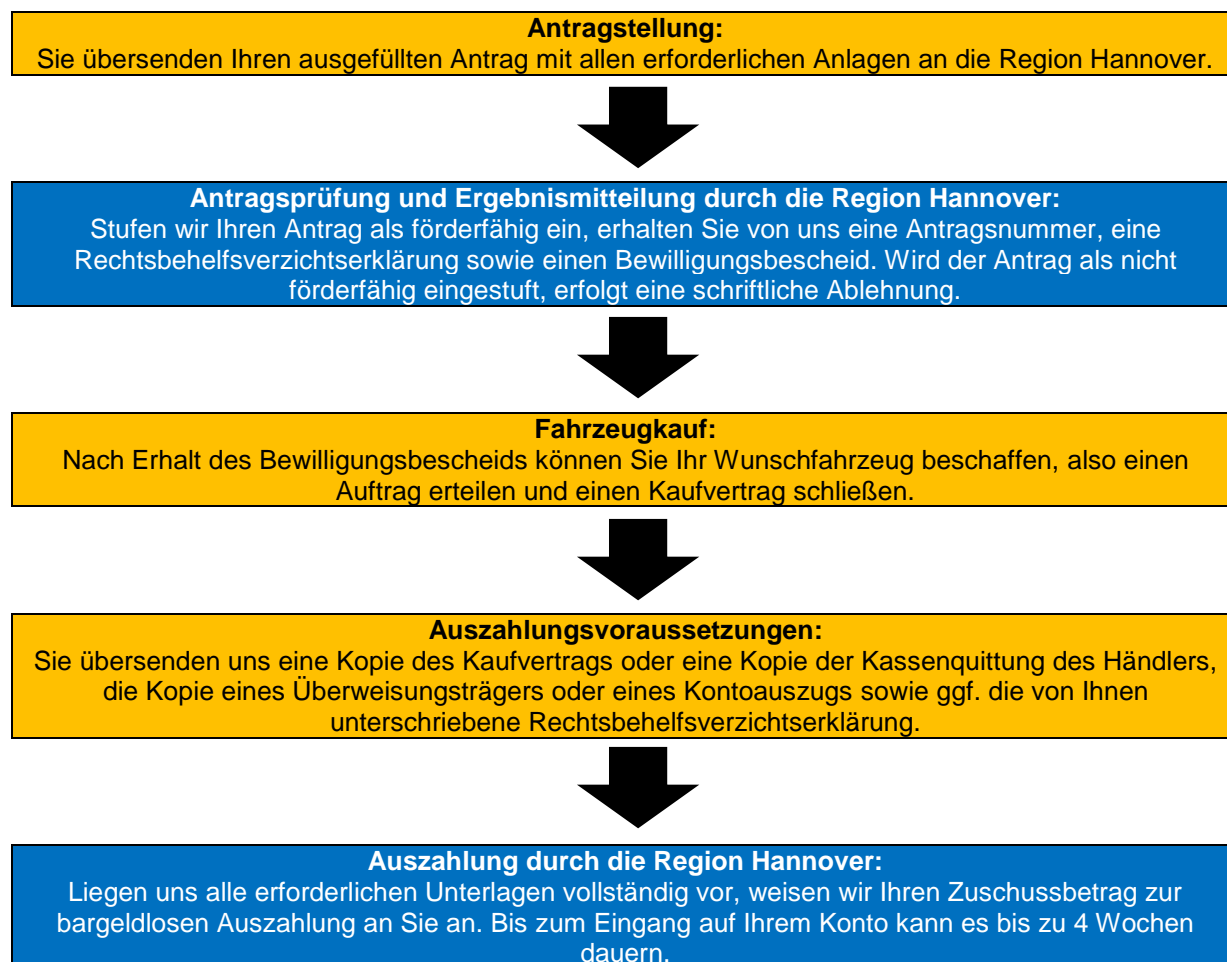 Antragstellung:
Sie übersenden Ihren ausgefüllten Antrag mit allen erforderlichen Anlagen an die Region Hannover.
Antragsprüfung und Ergebnismitteilung durch die Region Hannover:
Stufen wir Ihren Antrag als förderfähig ein, erhalten Sie von uns eine Antragsnummer, eine
Rechtsbehelfsverzichtserklärung sowie einen Bewilligungsbescheid. Wird der Antrag als nicht
förderfähig eingestuft, erfolgt eine schriftliche Ablehnung.
Fahrzeugkauf:
Nach Erhalt des Bewilligungsbescheids können Sie Ihr Wunschfahrzeug beschaffen, also einen
Auftrag erteilen und einen Kaufvertrag schließen.
Auszahlungsvoraussetzungen:
Sie übersenden uns eine Kopie des Kaufvertrags oder eine Kopie der Kassenquittung des Händlers,
die Kopie eines Überweisungsträgers oder eines Kontoauszugs sowie ggf. die von Ihnen
unterschriebene Rechtsbehelfsverzichtserklärung.
Auszahlung durch die Region Hannover:
Liegen uns alle erforderlichen Unterlagen vollständig vor, weisen wir Ihren Zuschussbetrag zur
bargeldlosen Auszahlung an Sie an. Bis zum Eingang auf Ihrem Konto kann es bis zu 4 Wochen
dauern.